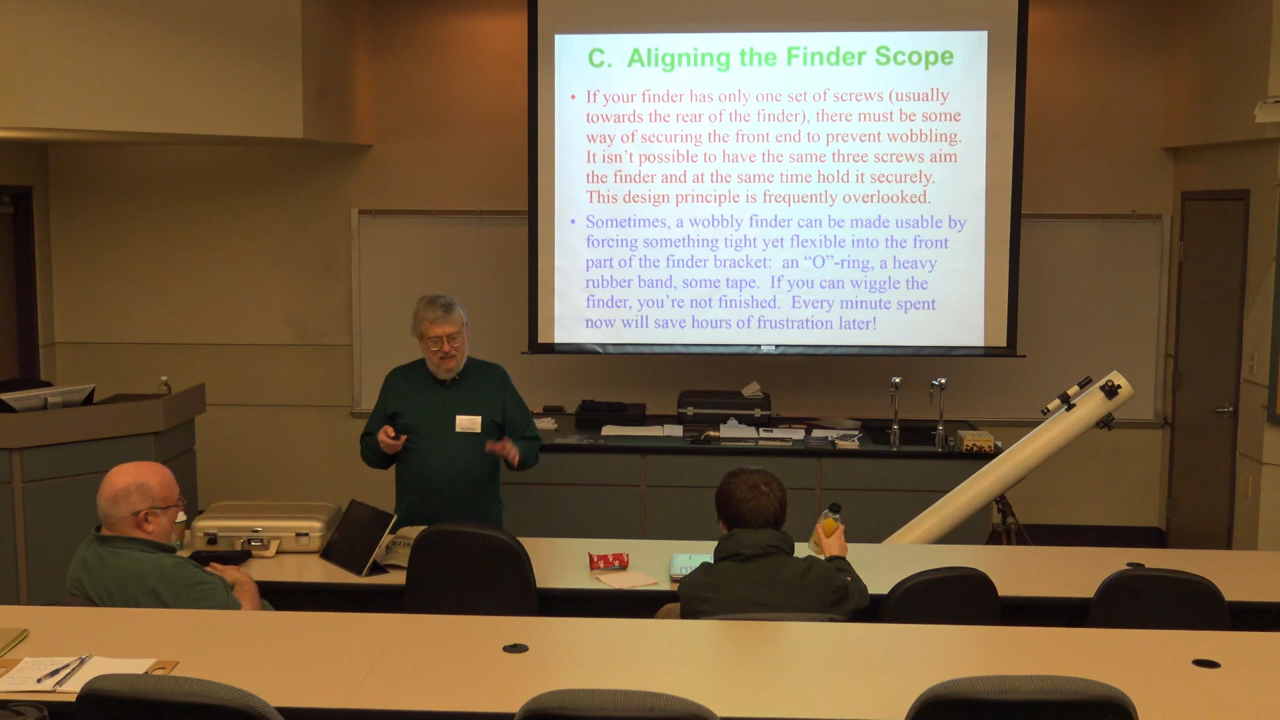 C. Aligning the Finder Scope
• If your finder has only one set of screws (usually
towards the rear of the finder), there must be some
way of securing the front end to prevent wobbling.
It isn't possible to have the same three screws aim
the finder and at the same time hold it securely.
This design principle is frequently overlooked.
• Sometimes, a wobbly finder can be made usable by
forcing something tight yet flexible into the front
part of the finder bracket: an “O”-ring, a heavy
rubber band, some tape. If you can wiggle the
finder, you're not finished. Every minute spent
now will save hours of frustration later!